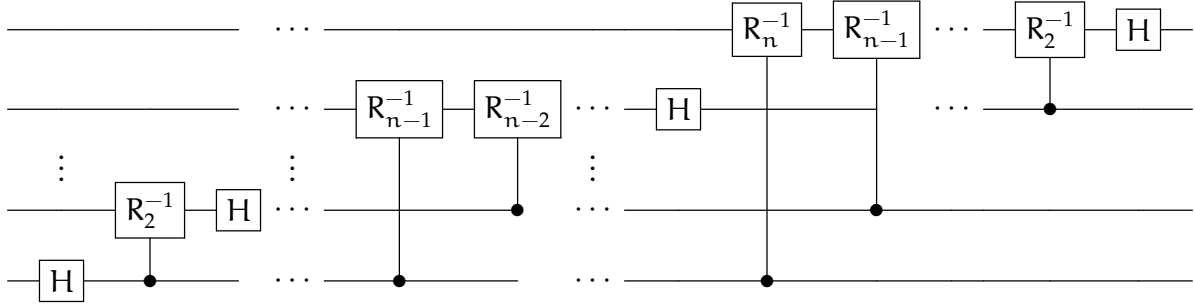 ⋯ R_n^{-1} R_{n-1}^{-1} ⋯ R_2^{-1} H
⋯ R_{n-1}^{-1} R_{n-2}^{-1} ⋯ H ⋯
⋮ ⋮ ⋮
R_2^{-1} H ⋯ ⋯
H ⋯ ⋯